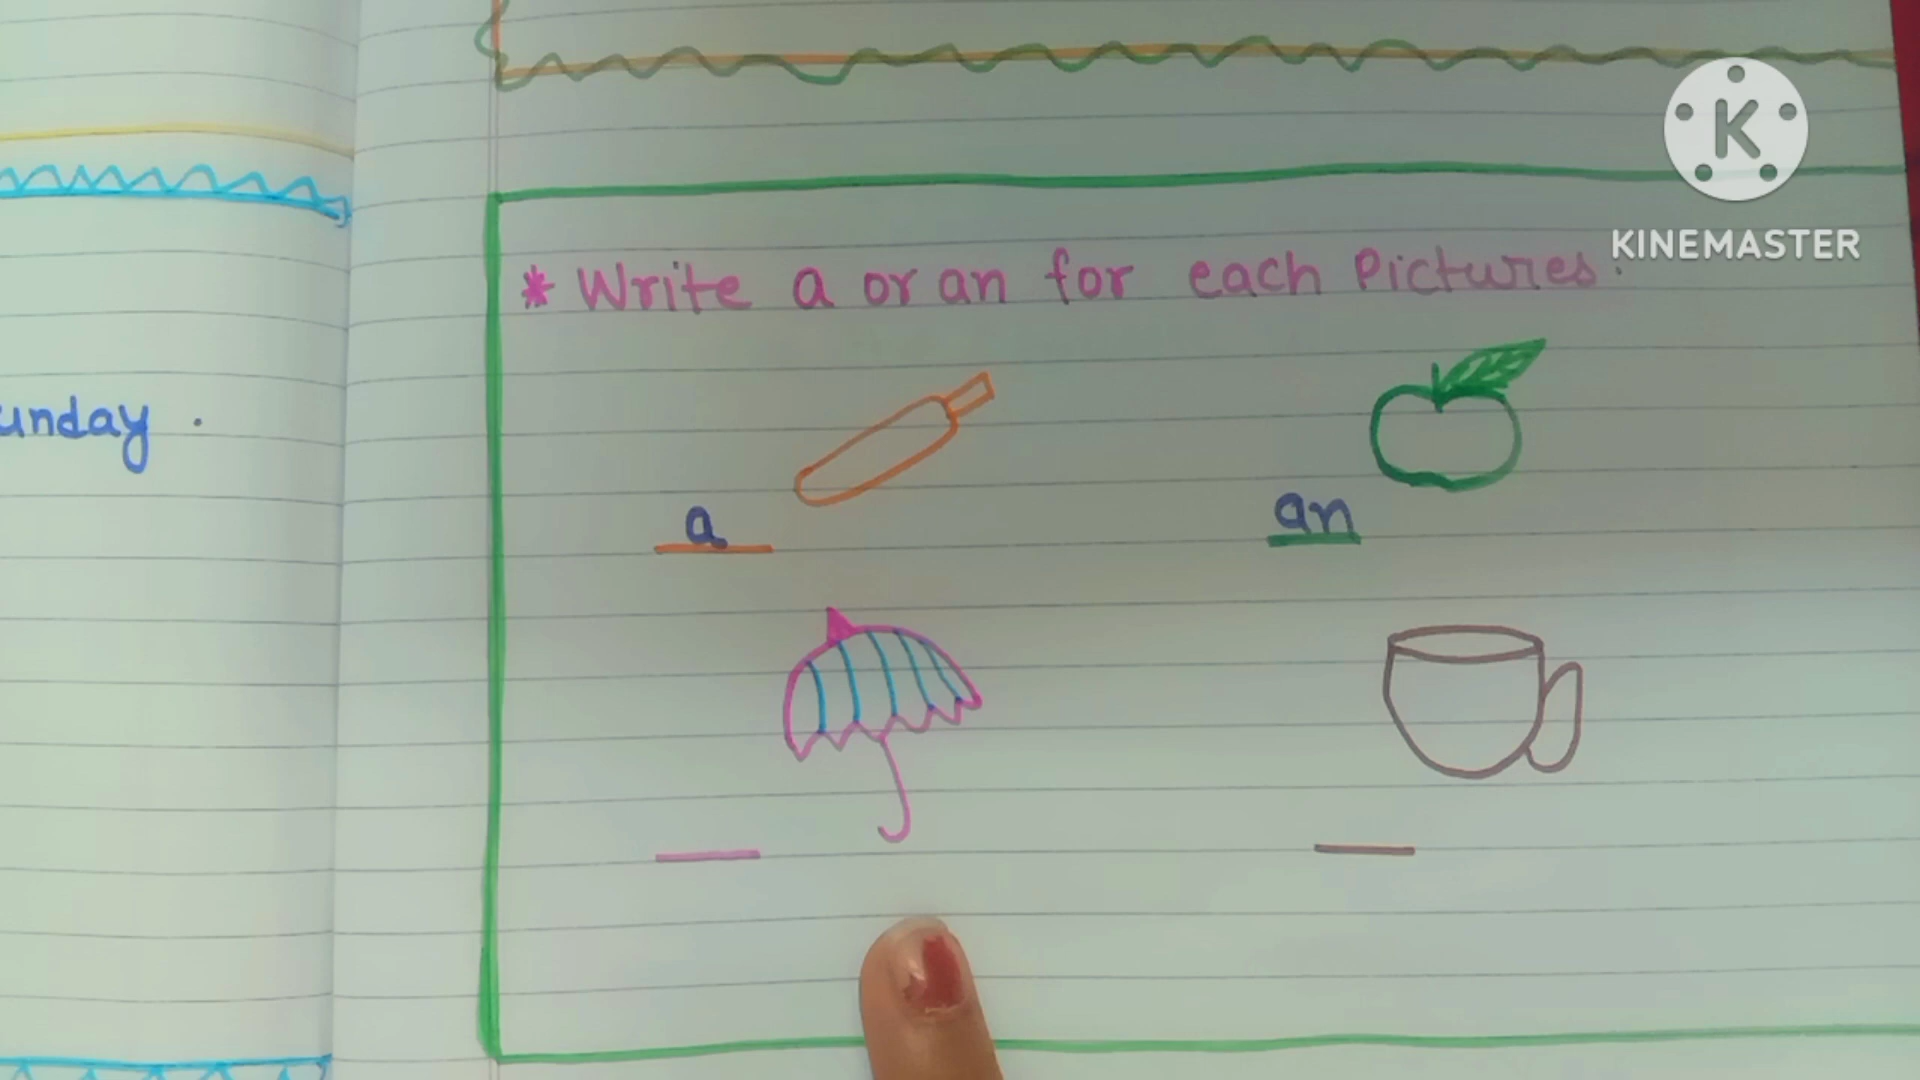 unday .
* Write a or an for each Pictures.
a
an
K
KINEMASTER